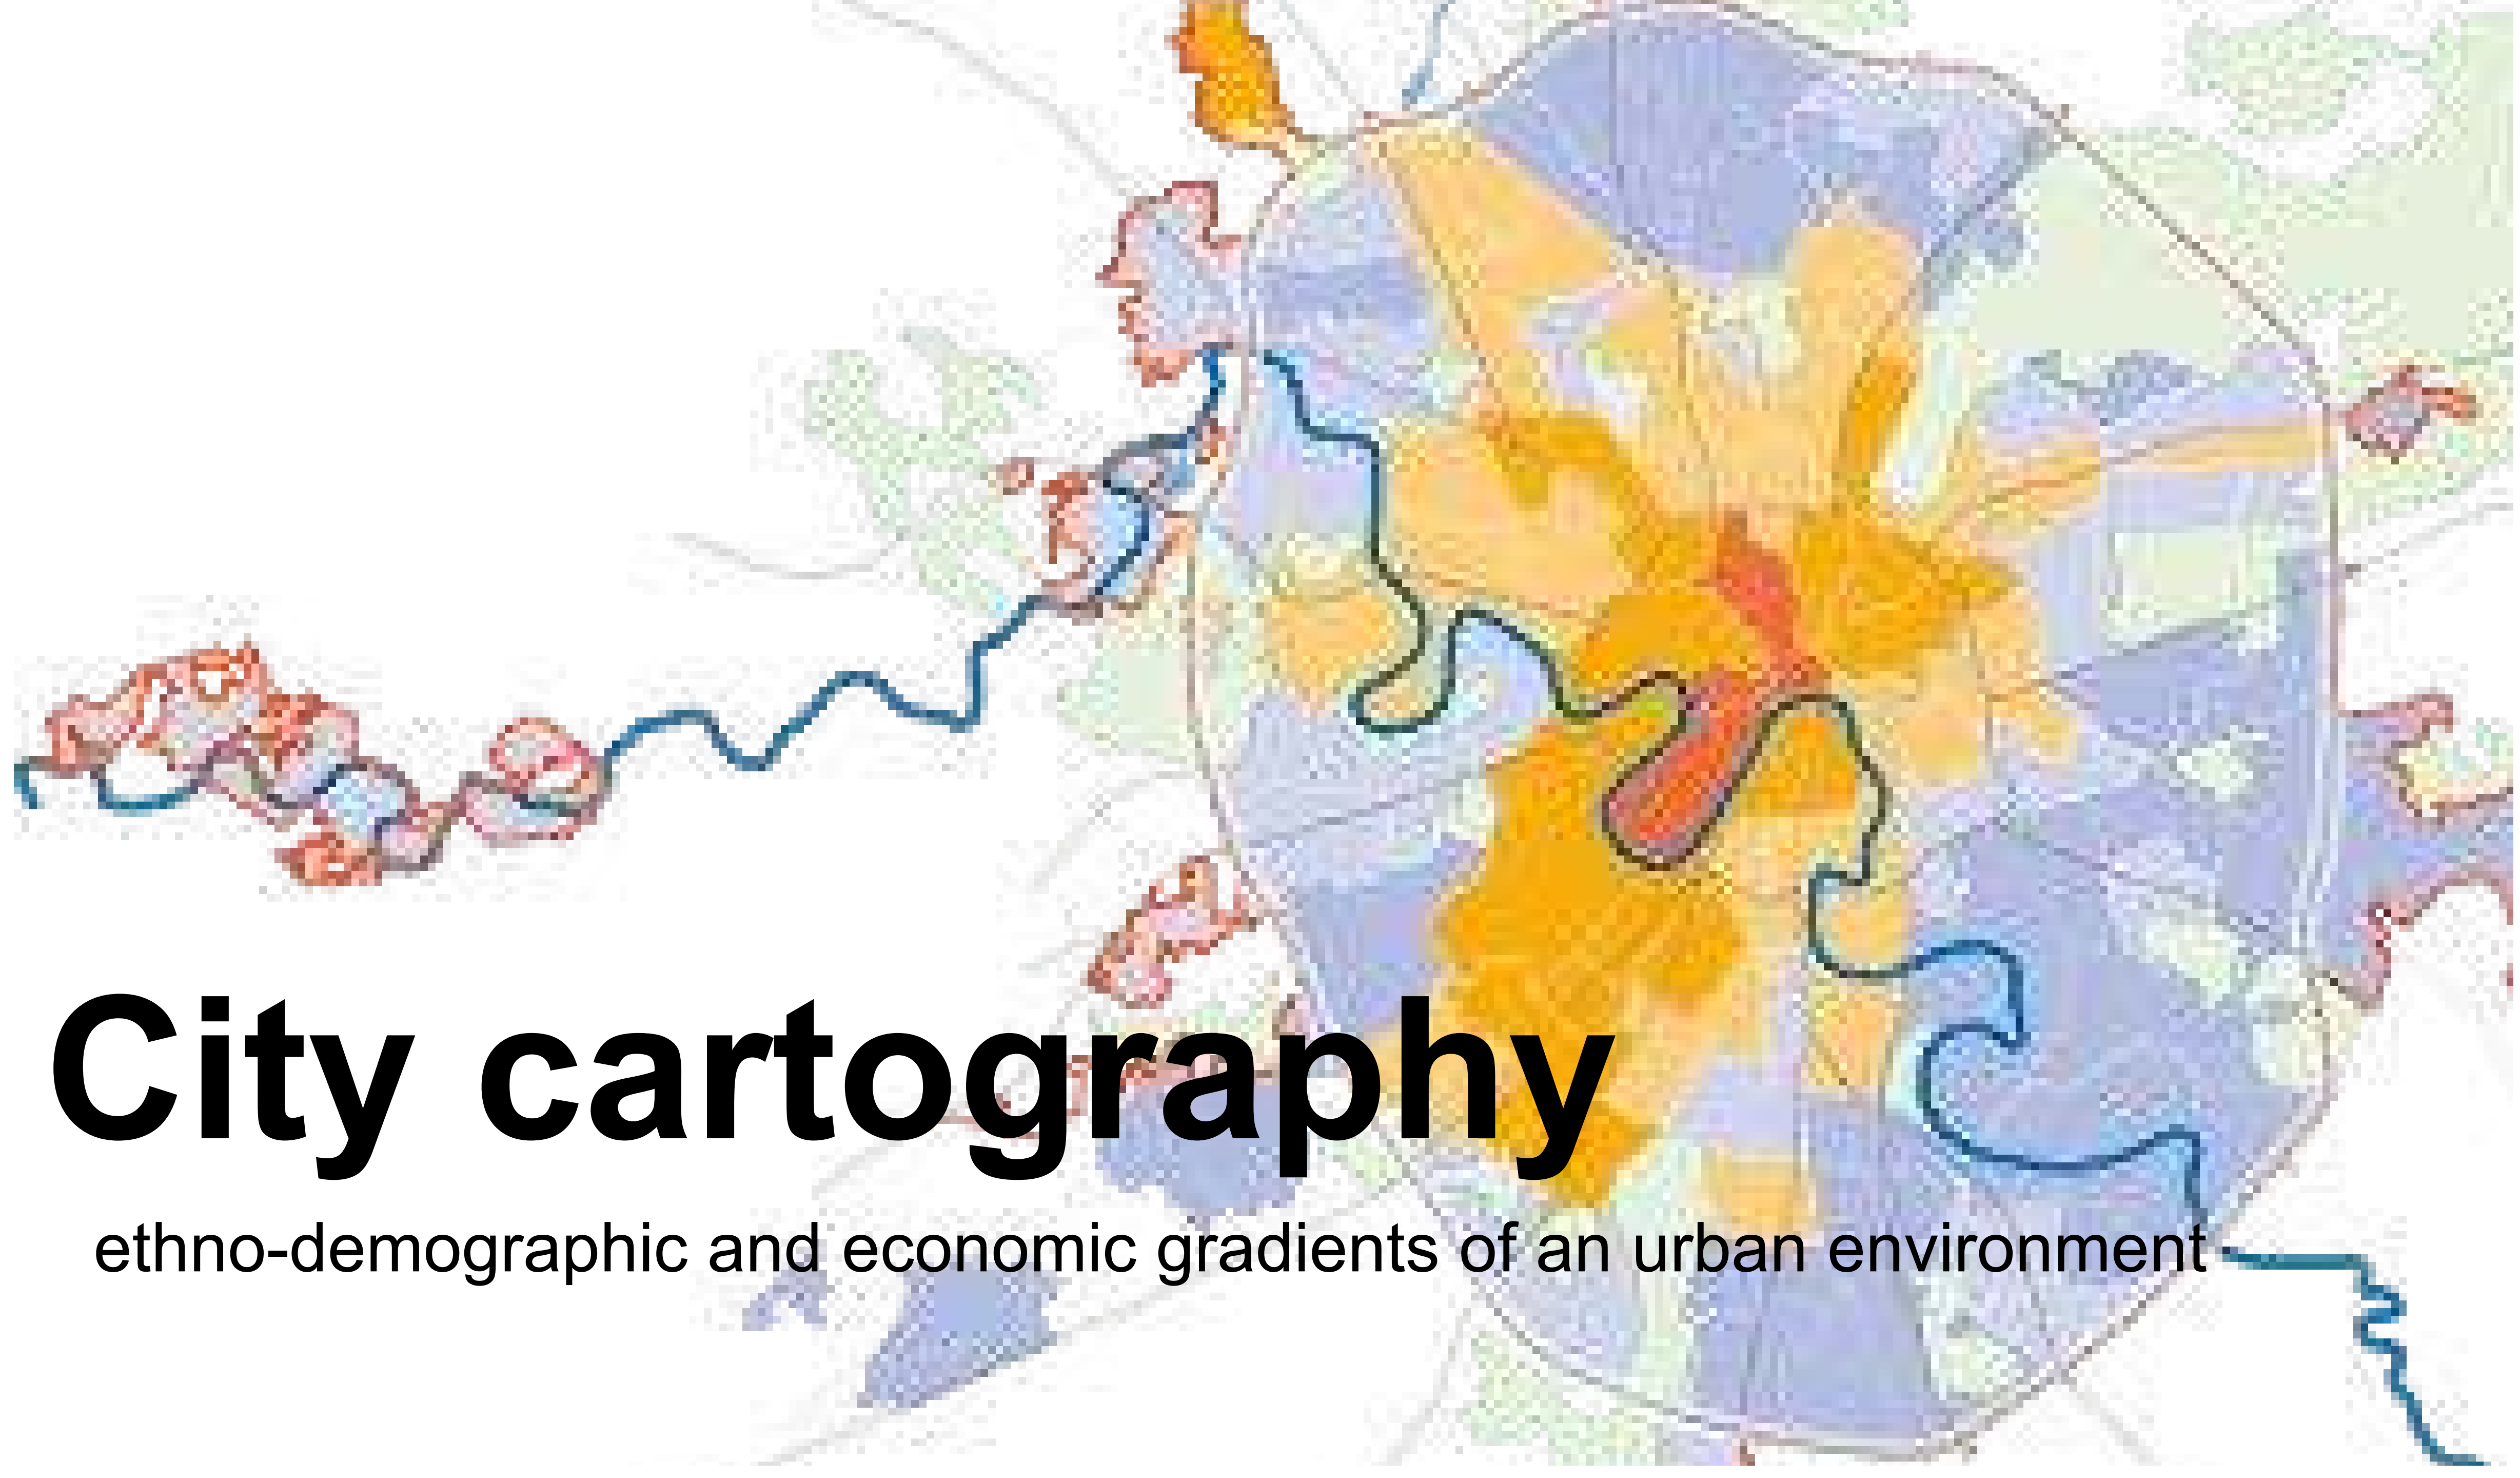 City cartography
ethno-demographic and economic gradients of an urban environment